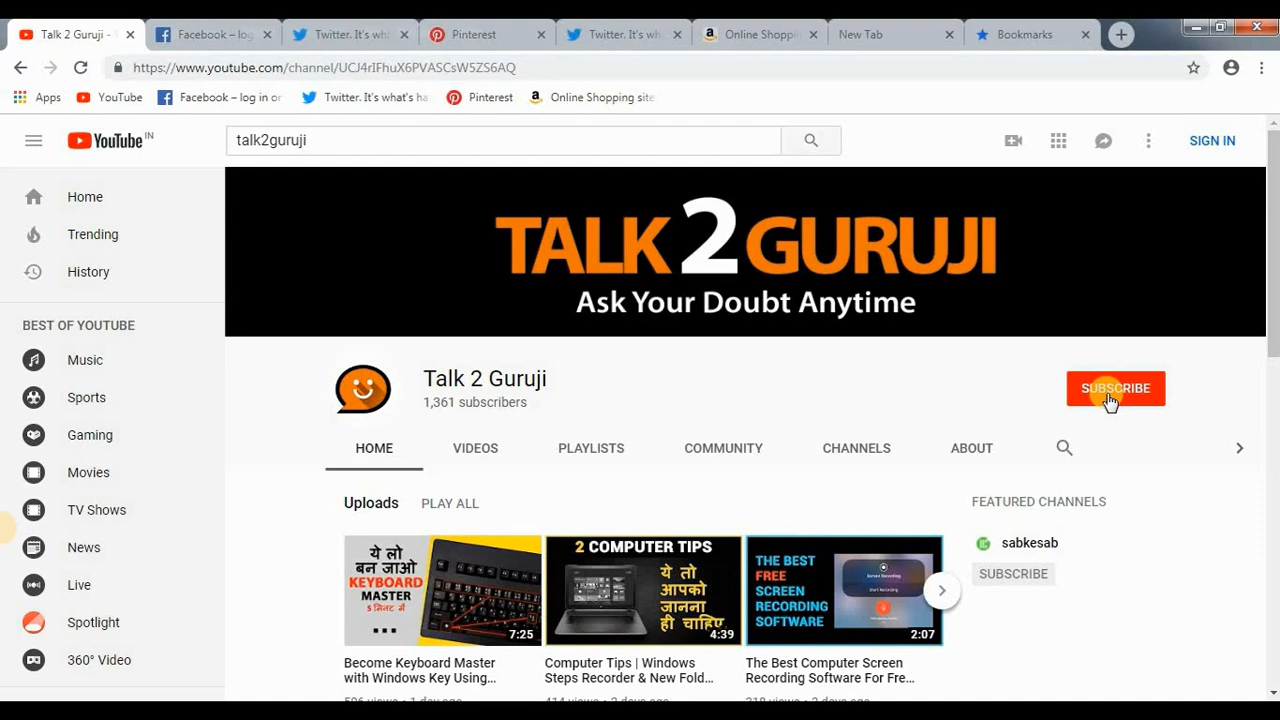 Talk 2 Guruji - 
Facebook – log
Twitter. It's wh
Pinterest
Twitter. It's wh
Online Shoppi
New Tab
Bookmarks
https://www.youtube.com/channel/UCJ4rIFhuX6PVASCsW5ZS6AQ
Apps
YouTube
Facebook – log in or
Twitter. It's what's ha
Pinterest
Online Shopping site
YouTube IN
talk2guruji
SIGN IN
Home
Trending
History
BEST OF YOUTUBE
Music
Sports
Gaming
Movies
TV Shows
News
Live
Spotlight
360° Video
TALK2GURUJI
Ask Your Doubt Anytime
Talk 2 Guruji
1,361 subscribers
SUBSCRIBE
HOME
VIDEOS
PLAYLISTS
COMMUNITY
CHANNELS
ABOUT
Uploads
PLAY ALL
FEATURED CHANNELS
sabkesab
SUBSCRIBE
ये लो
बन जाओ
KEYBOARD
MASTER
5 मिनट में
...
7:25
2 COMPUTER TIPS
ये तो
आपको
जानना
ही चाहिए
4:39
THE BEST
FREE
SCREEN
RECORDING
SOFTWARE
Screen Recording
Start Recording
2:07
Become Keyboard Master
with Windows Key Using...
Computer Tips | Windows
Steps Recorder & New Fold...
The Best Computer Screen
Recording Software For Fre...